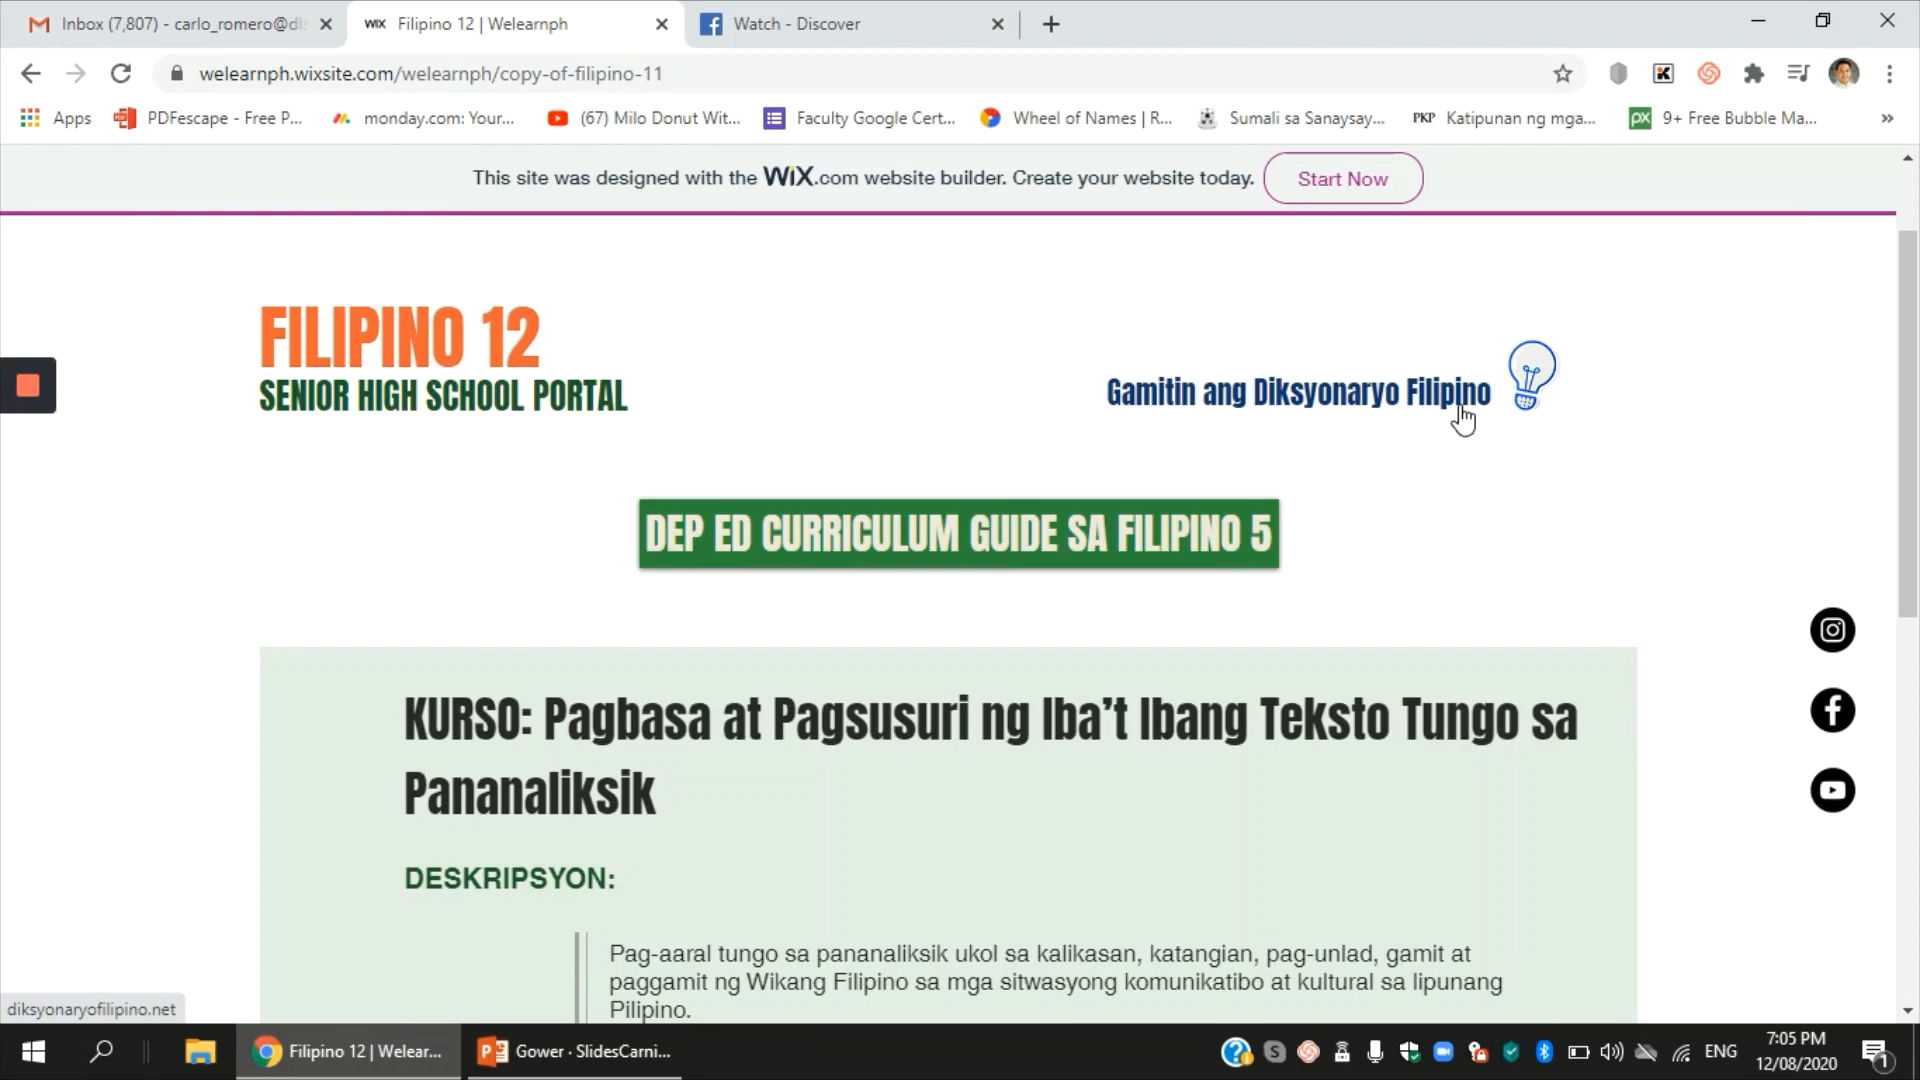 Inbox (7,807) - carlo_romero@dl
WIX Filipino 12 | Welearnph
Watch - Discover
welearnph.wixsite.com/welearnph/copy-of-filipino-11
Apps
PDFescape - Free P...
monday.com: Your...
(67) Milo Donut Wit...
Faculty Google Cert...
Wheel of Names | R...
Sumali sa Sanaysay...
PKP Katipunan ng mga...
px 9+ Free Bubble Ma...
This site was designed with the WiX.com website builder. Create your website today.
Start Now
FILIPINO 12
SENIOR HIGH SCHOOL PORTAL
Gamitin ang Diksyonaryo Filipino
DEP ED CURRICULUM GUIDE SA FILIPINO 5
KURSO: Pagbasa at Pagsusuri ng Iba't Ibang Teksto Tungo sa
Pananaliksik
DESKRIPSYON:
Pag-aaral tungo sa pananaliksik ukol sa kalikasan, katangian, pag-unlad, gamit at
paggamit ng Wikang Filipino sa mga sitwasyong komunikatibo at kultural sa lipunang
Pilipino.
diksyonaryofilipino.net
Filipino 12 | Welear...
Gower · SlidesCarni...
ENG
7:05 PM
12/08/2020
1